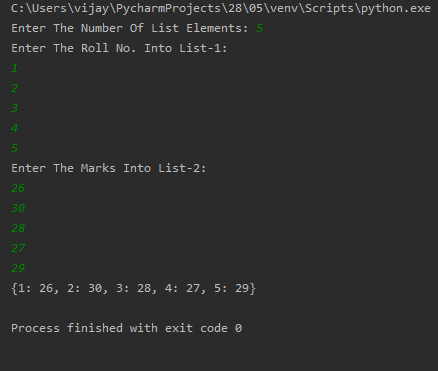 C:\Users\vijay\PycharmProjects\28\05\venv\Scripts\python.exe
Enter The Number Of List Elements: 5
Enter The Roll No. Into List-1:
1
2
3
4
5
Enter The Marks Into List-2:
26
30
28
27
29
{1: 26, 2: 30, 3: 28, 4: 27, 5: 29}
Process finished with exit code 0